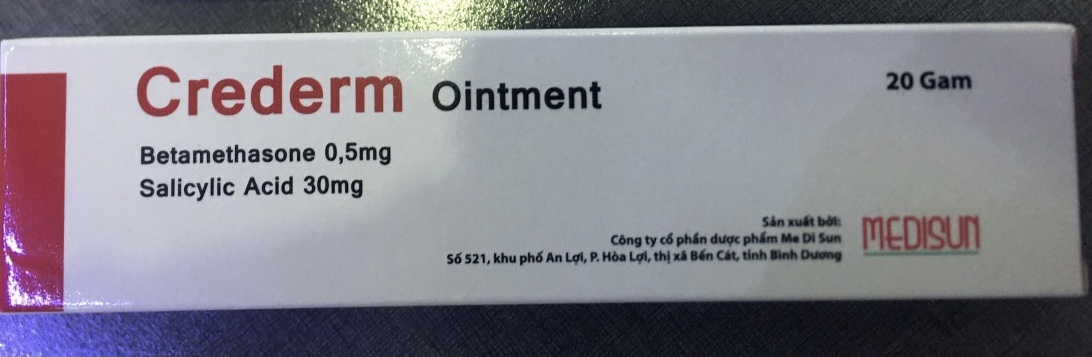 Crederm Ointment
20 Gam
Betamethasone 0,5mg
Salicylic Acid 30mg
Sản xuất bởi:
Công ty cổ phần dược phẩm Me Di Sun
Số 521, khu phố An Lợi, P. Hòa Lợi, thị xã Bến Cát, tỉnh Bình Dương
MEDISUN